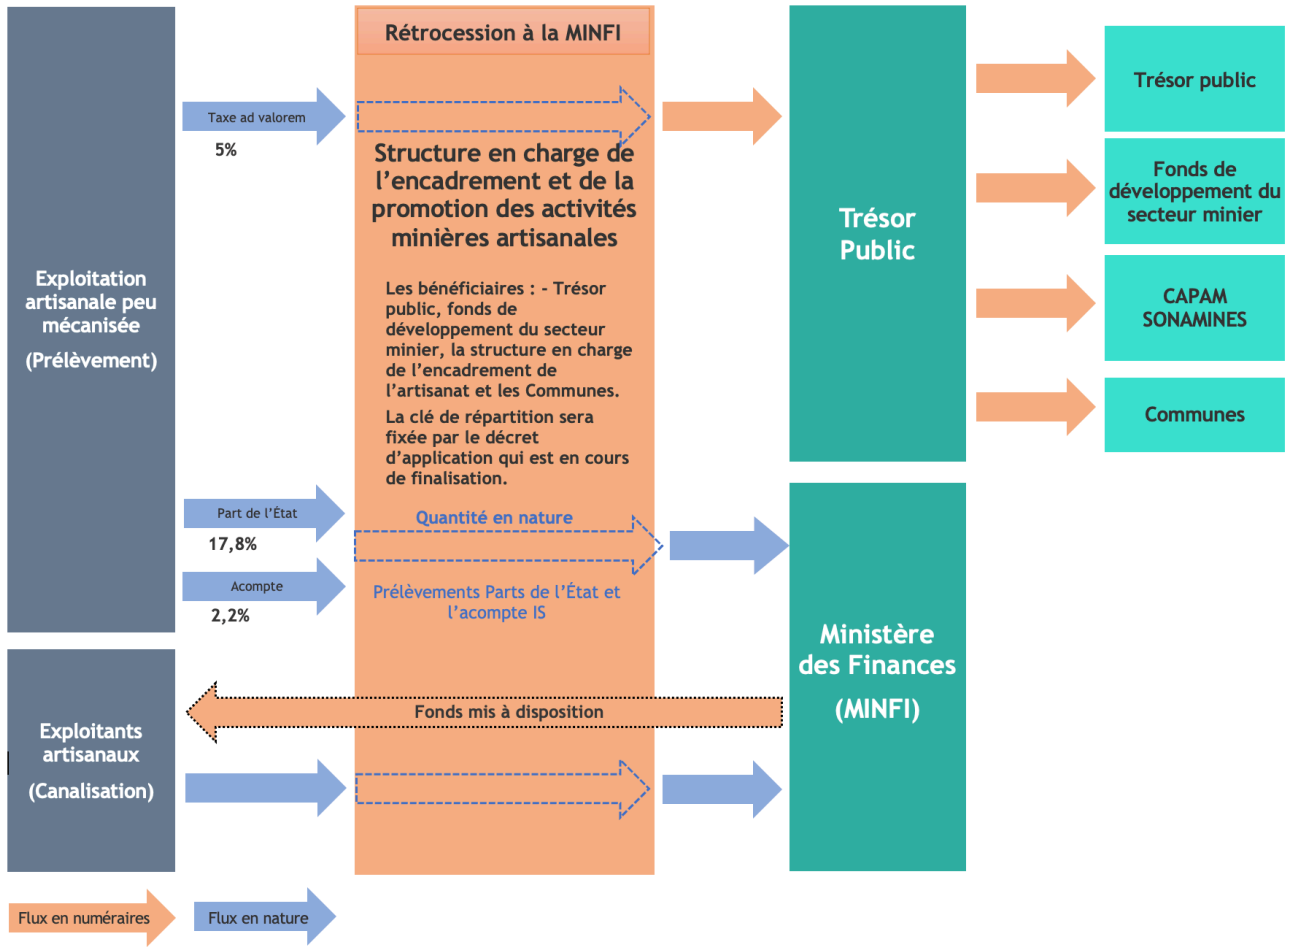 Rétrocession à la MINFI
Exploitation
artisanale peu
mécanisée
(Prélèvement)
Taxe ad valorem
5%
Structure en charge de
l’encadrement et de la
promotion des activités
minières artisanales
Les bénéficiaires : - Trésor
public, fonds de
développement du secteur
minier, la structure en charge
de l’encadrement de
l’artisanat et les Communes.
La clé de répartition sera
fixée par le décret
d’application qui est en cours
de finalisation.
Part de l’État
17,8%
Acompte
2,2%
Quantité en nature
Prélèvements Parts de l’État et
l’acompte IS
Trésor
Public
Trésor public
Fonds de
développement du
secteur minier
CAPAM
SONAMINES
Communes
Ministère
des Finances
(MINFI)
Fonds mis à disposition
Exploitants
artisanaux
(Canalisation)
Flux en numéraires
Flux en nature